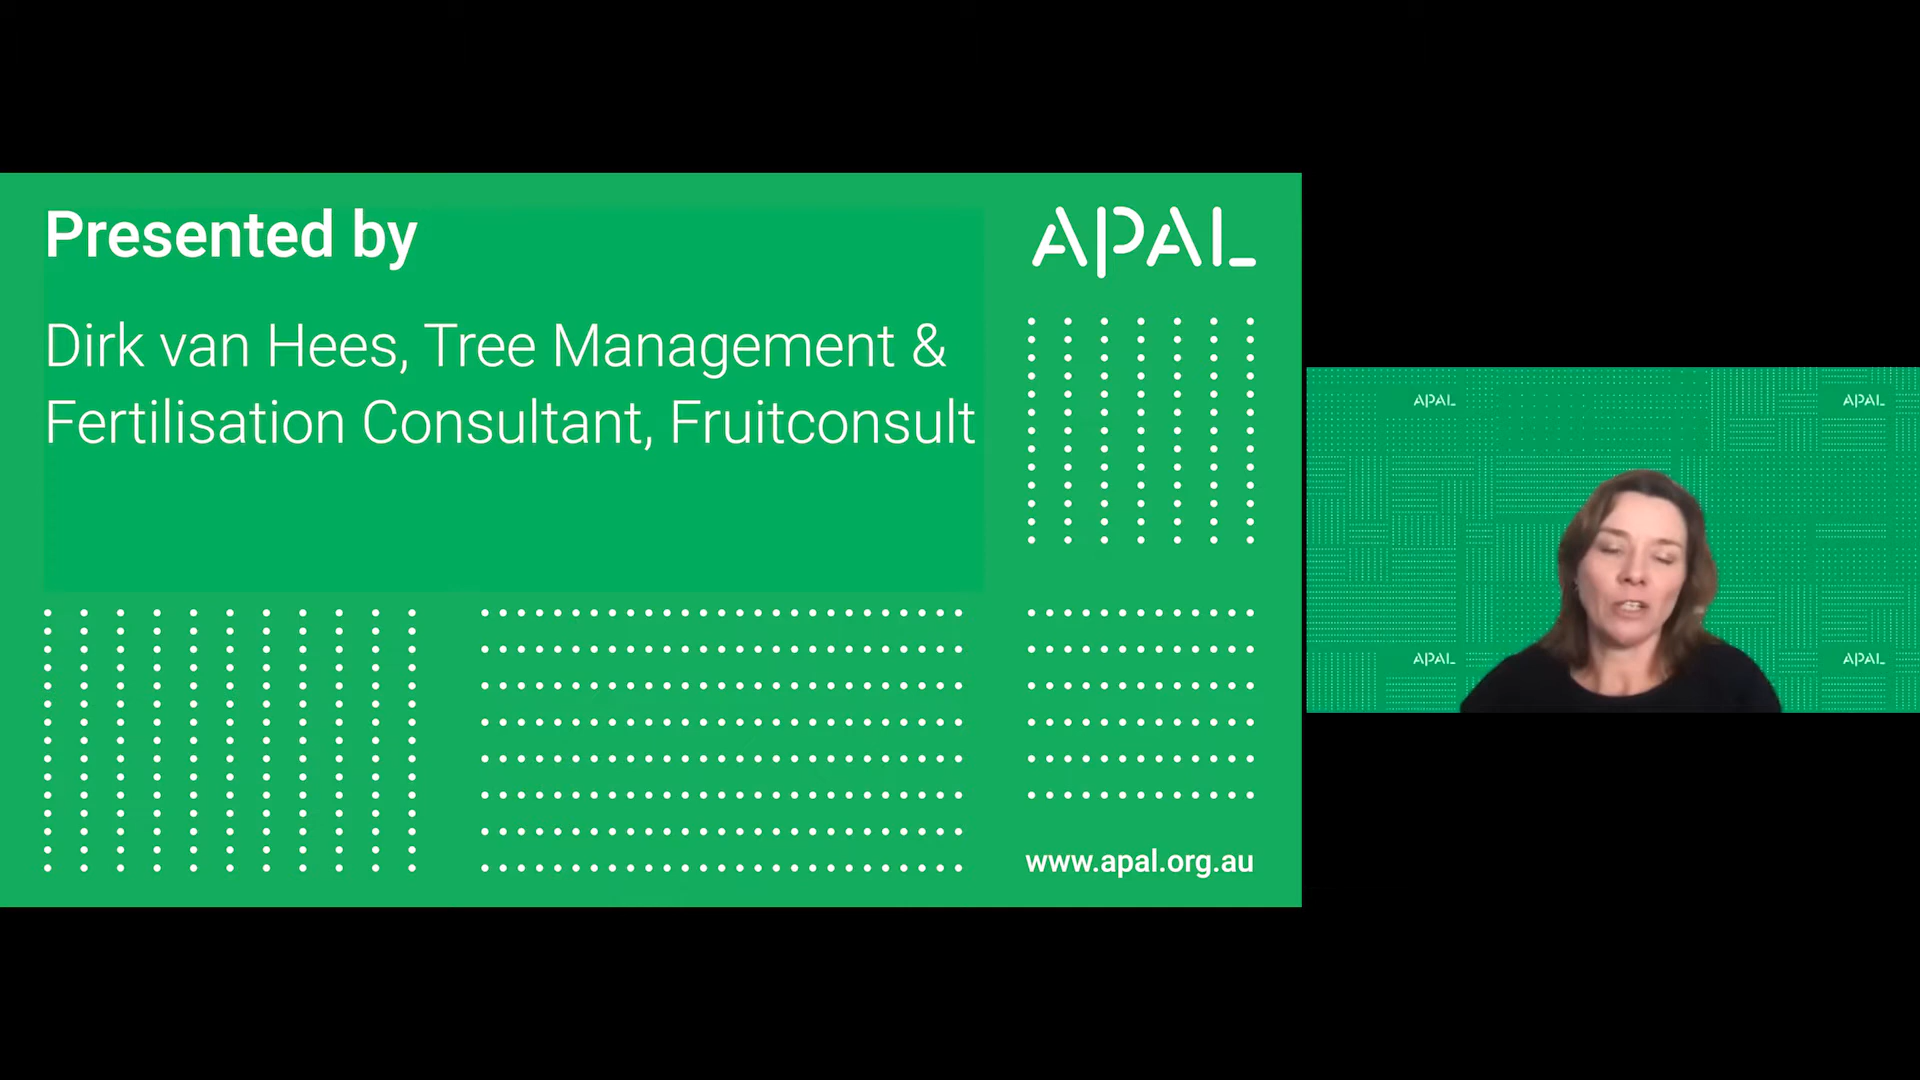 Presented by
APAL
Dirk van Hees, Tree Management &
Fertilisation Consultant, Fruitconsult
www.apal.org.au
APAL
APAL
APAL
APAL